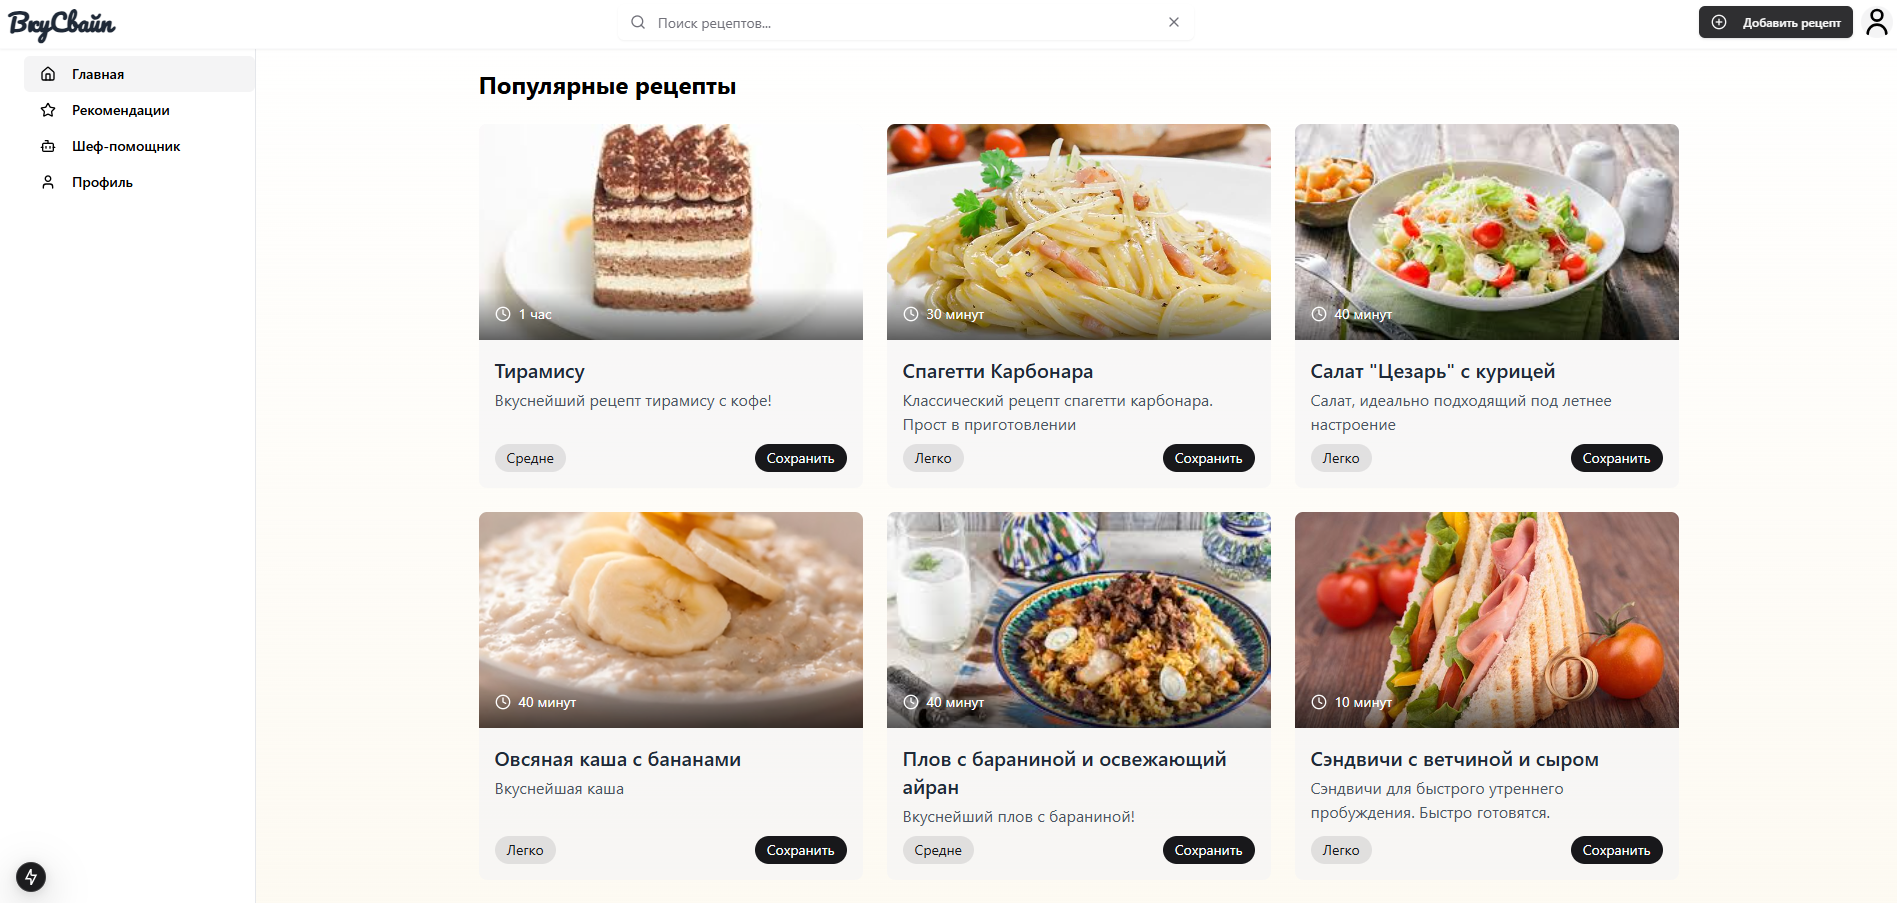 ВкуСвайп
Поиск рецептов...
Добавить рецепт
Главная
Рекомендации
Шеф-помощник
Профиль
Популярные рецепты
1 час
Тирамису
Вкуснейший рецепт тирамису с кофе!
Средне
Сохранить
30 минут
Спагетти Карбонара
Классический рецепт спагетти карбонара.
Прост в приготовлении
Легко
Сохранить
40 минут
Салат "Цезарь" с курицей
Салат, идеально подходящий под летнее
настроение
Легко
Сохранить
40 минут
Овсяная каша с бананами
Вкуснейшая каша
Легко
Сохранить
40 минут
Плов с бараниной и освежающий
айран
Вкуснейший плов с бараниной!
Средне
Сохранить
10 минут
Сэндвичи с ветчиной и сыром
Сэндвичи для быстрого утреннего
пробуждения. Быстро готовятся.
Легко
Сохранить